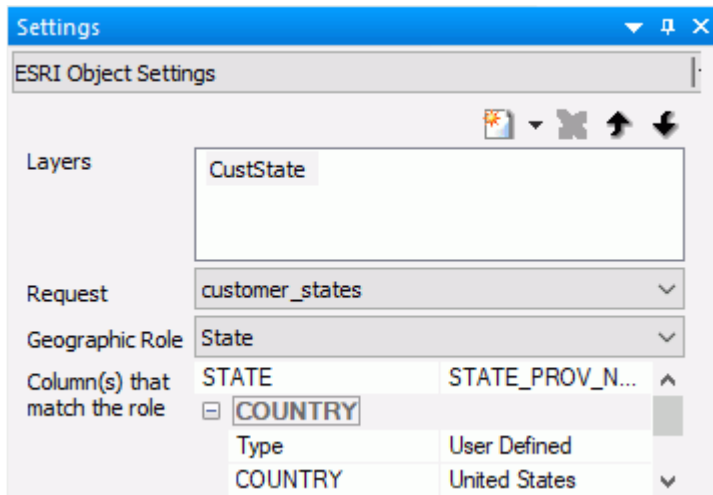 Settings
ESRI Object Settings
Layers
CustState
Request
customer_states
Geographic Role
State
Column(s) that
match the role
STATE
STATE_PROV_N...
COUNTRY
Type
User Defined
COUNTRY
United States